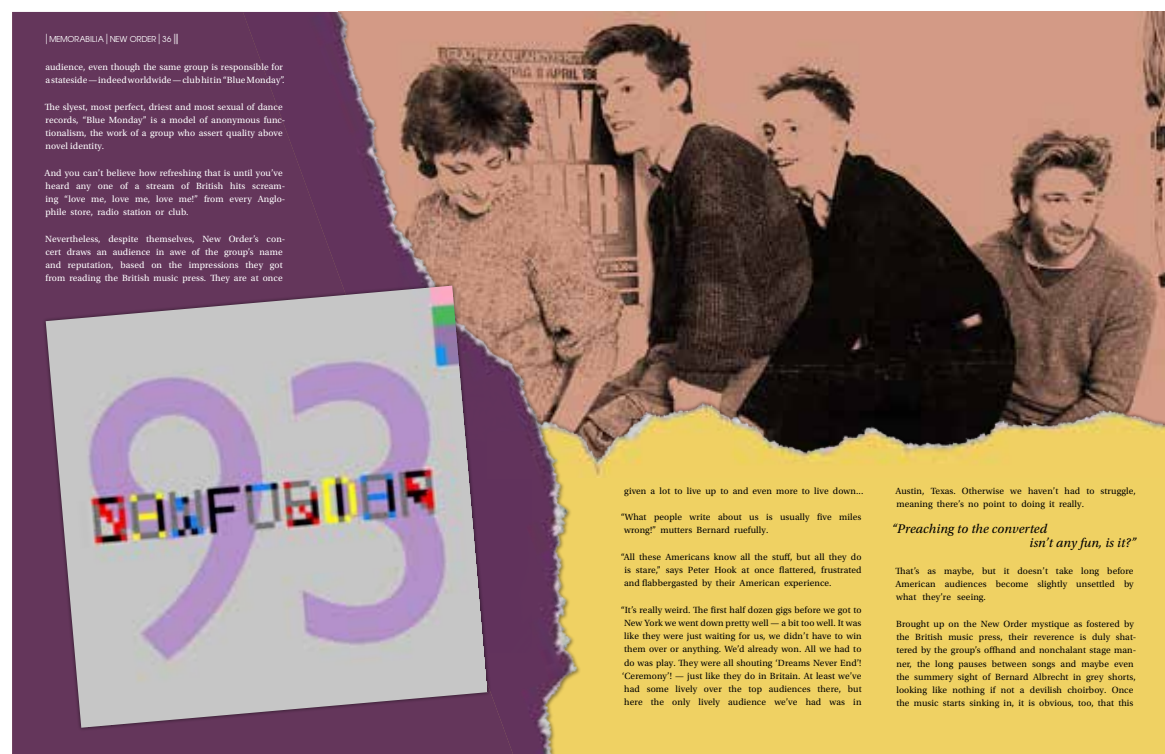 | MEMORABILIA | NEW ORDER | 36 ||
audience, even though the same group is responsible for
a stateside — indeed worldwide — club hit in “Blue Monday”.
The slyest, most perfect, driest and most sexual of dance
records, “Blue Monday” is a model of anonymous func-
tionalism, the work of a group who assert quality above
novel identity.
And you can’t believe how refreshing that is until you’ve
heard any one of a stream of British hits scream-
ing “love me, love me, love me!” from every Anglo-
phile store, radio station or club.
Nevertheless, despite themselves, New Order’s con-
cert draws an audience in awe of the group’s name
and reputation, based on the impressions they got
from reading the British music press. They are at once
93
11 APRIL
given a lot to live up to and even more to live down...
“What people write about us is usually five miles
wrong!” mutters Bernard ruefully.
“All these Americans know all the stuff, but all they do
is stare,” says Peter Hook at once flattered, frustrated
and flabbergasted by their American experience.
“It’s really weird. The first half dozen gigs before we got to
New York we went down pretty well — a bit too well. It was
like they were just waiting for us, we didn’t have to win
them over or anything. We’d already won. All we had to
do was play. They were all shouting ‘Dreams Never End’!
‘Ceremony’! — just like they do in Britain. At least we’ve
had some lively over the top audiences there, but
here the only lively audience we’ve had was in
Austin, Texas. Otherwise we haven’t had to struggle,
meaning there’s no point to doing it really.
“Preaching to the converted
isn’t any fun, is it?”
That’s as maybe, but it doesn’t take long before
American audiences become slightly unsettled by
what they’re seeing.
Brought up on the New Order mystique as fostered by
the British music press, their reverence is duly shat-
tered by the group’s offhand and nonchalant stage man-
ner, the long pauses between songs and maybe even
the summery sight of Bernard Albrecht in grey shorts,
looking like nothing if not a devilish choirboy. Once
the music starts sinking in, it is obvious, too, that this